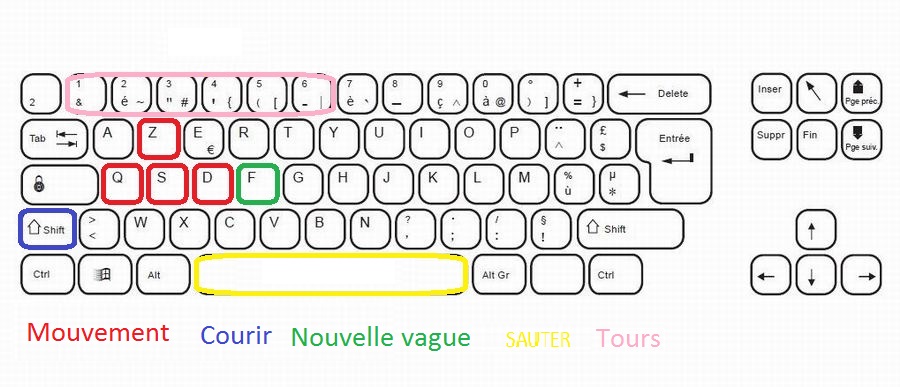 1 2 3 4 5 6 7 8 9 0 ° + Delete
2 & é ~ " # ' { ( [ - | è ` _ ç ^ à @ ) ] = }
Inser
Pge préc.
Tab A Z E € R T Y U I O P ¨ ^ £ $ Entrée
Suppr Fin
Pge suiv.
Q S D F G H J K L M % ù µ *
Shift > < W X C V B N ? , . ; / : § ! Shift
Ctrl Alt Alt Gr Ctrl
Mouvement Courir Nouvelle vague SAUTER Tours